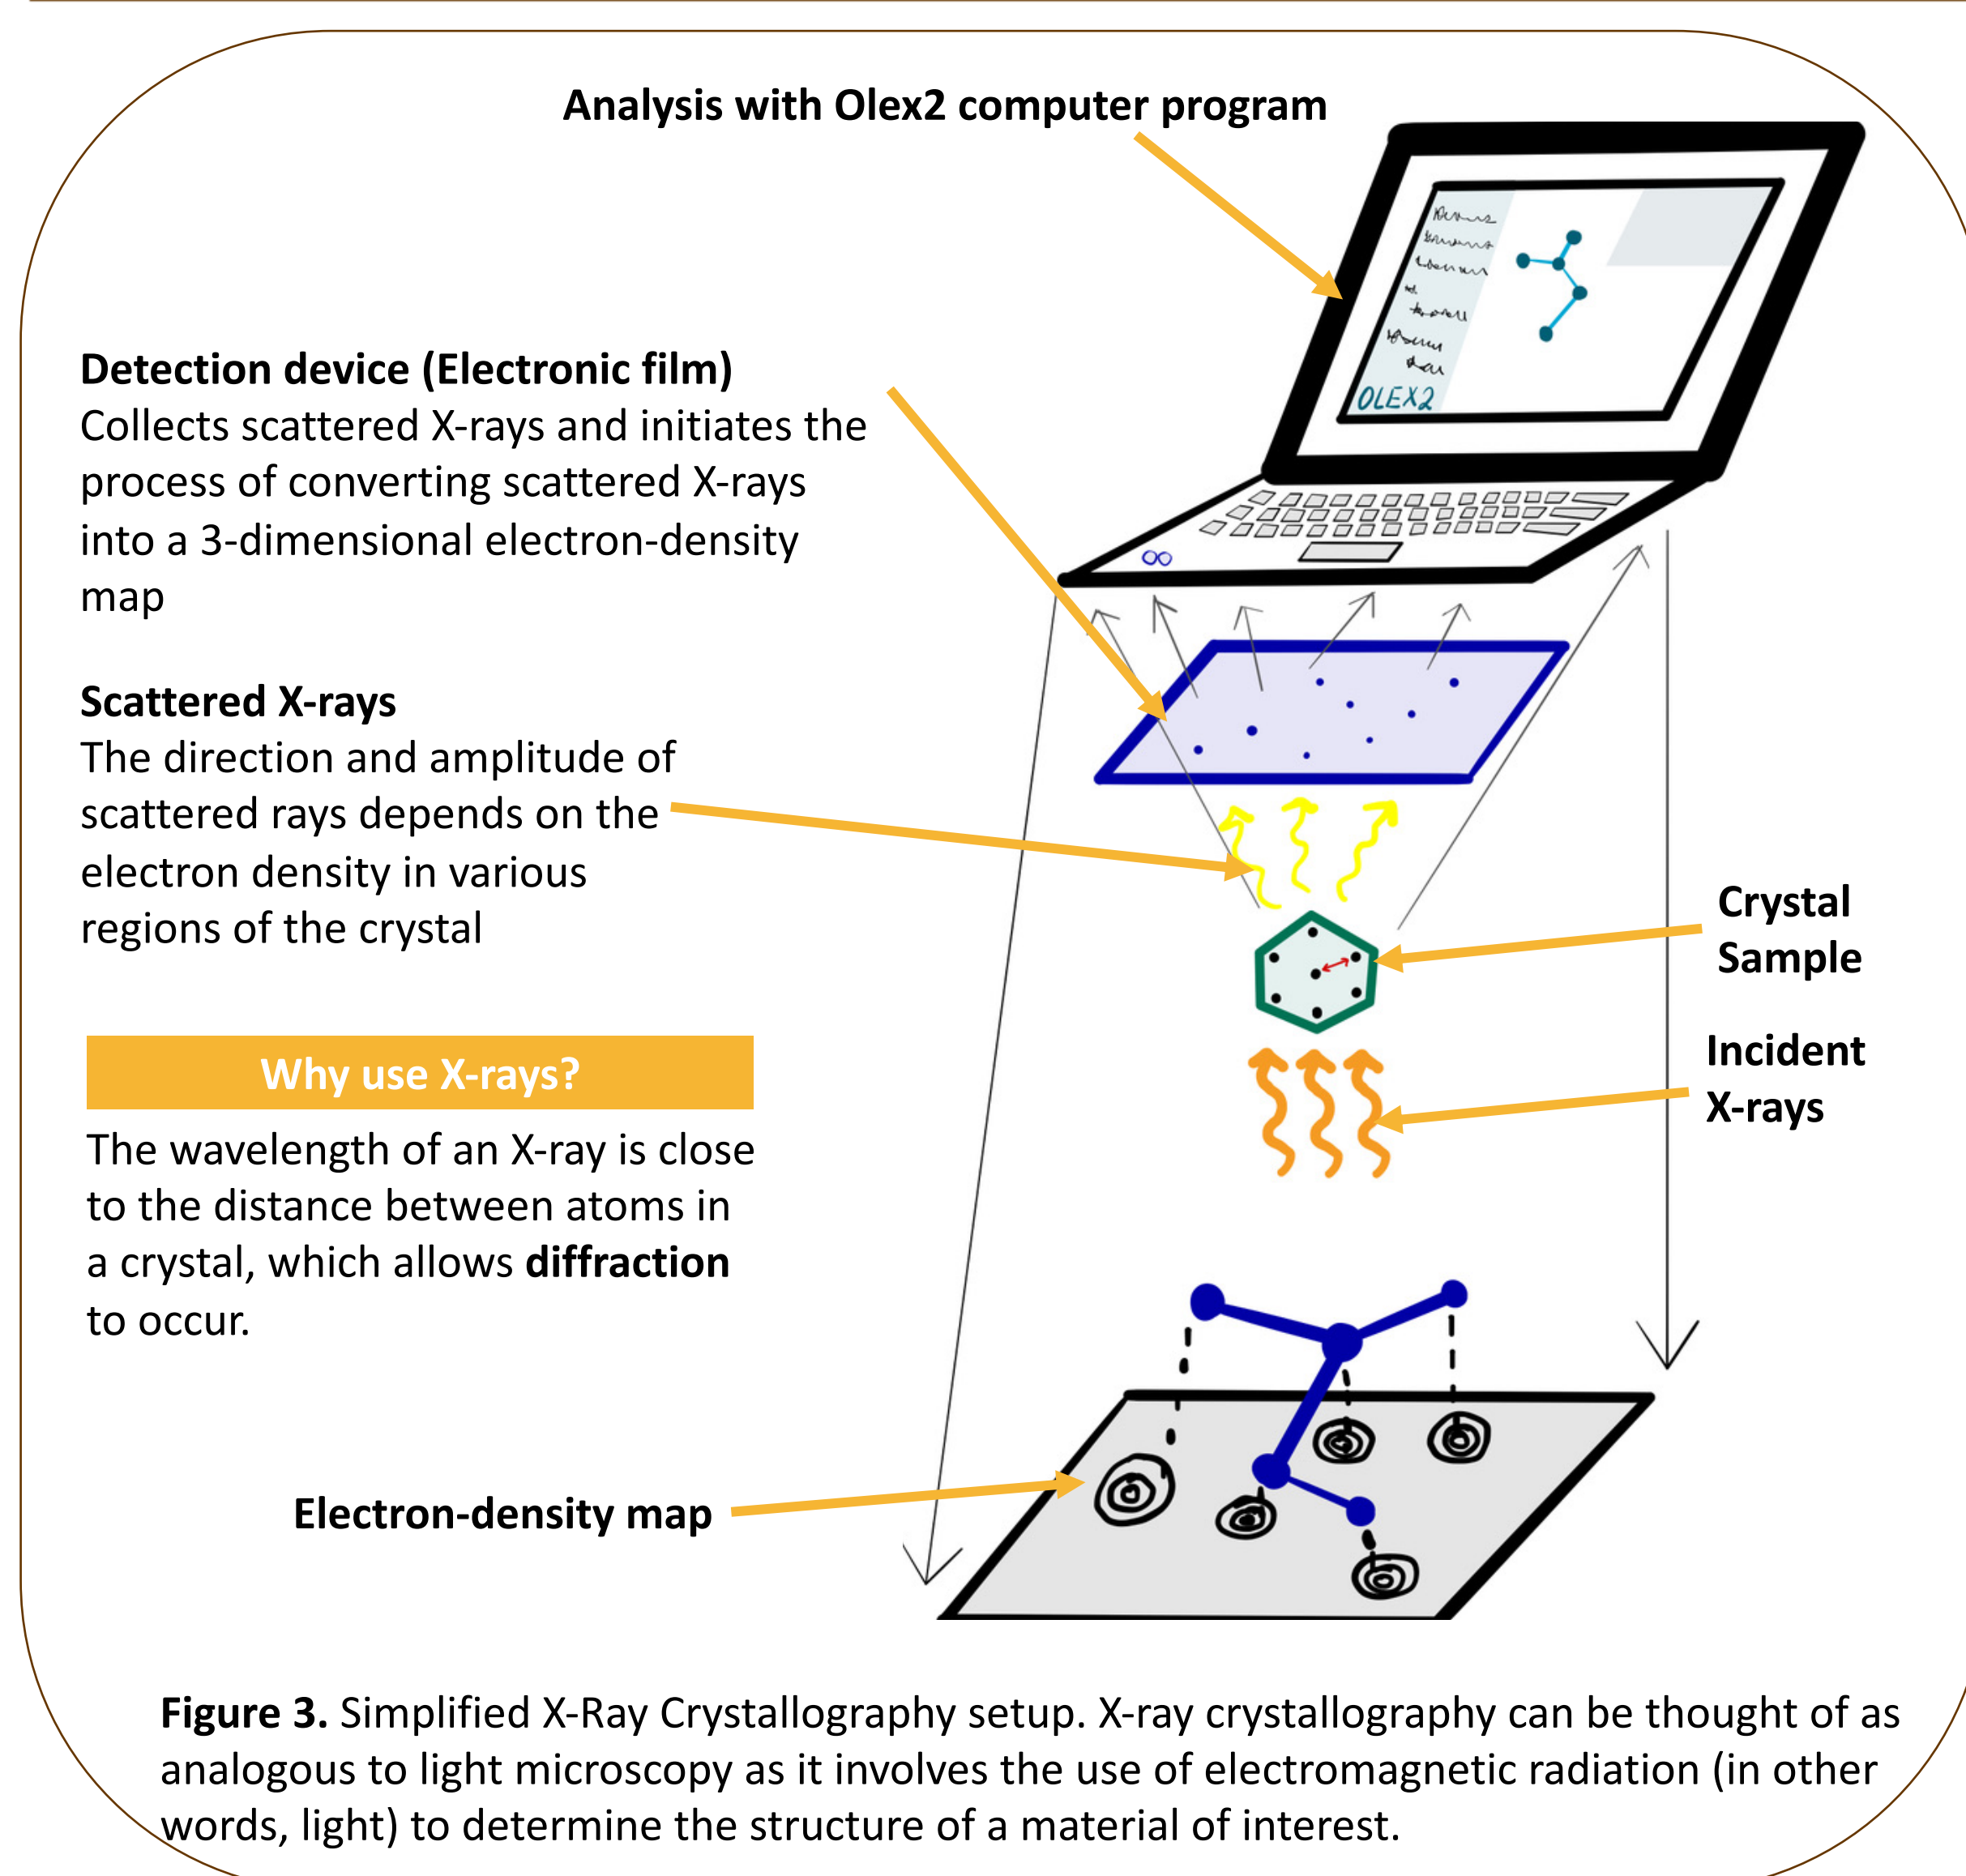 Analysis with Olex2 computer program
Detection device (Electronic film)
Collects scattered X-rays and initiates the
process of converting scattered X-rays
into a 3-dimensional electron-density
map
OLEX2
Scattered X-rays
The direction and amplitude of
scattered rays depends on the
electron density in various
regions of the crystal
Crystal
Sample
Incident
X-rays
Why use X-rays?
The wavelength of an X-ray is close
to the distance between atoms in
a crystal, which allows diffraction
to occur.
Electron-density map
Figure 3. Simplified X-Ray Crystallography setup. X-ray crystallography can be thought of as
analogous to light microscopy as it involves the use of electromagnetic radiation (in other
words, light) to determine the structure of a material of interest.